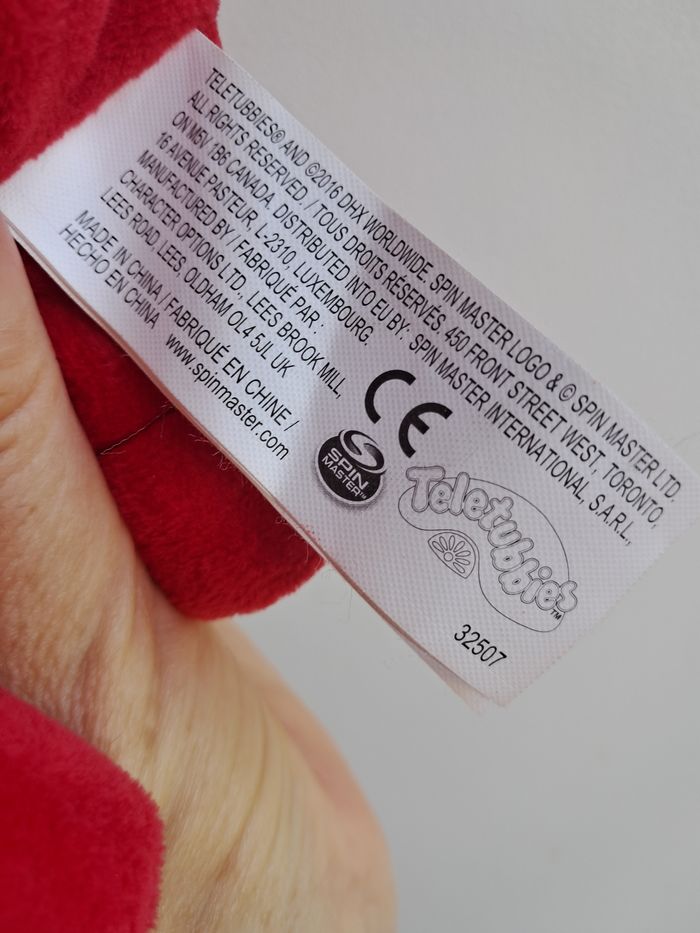 TELETUBBIES® AND ©2016 DHX WORLDWIDE. SPIN MASTER LOGO & © SPIN MASTER LTD.
ALL RIGHTS RESERVED. / TOUS DROITS RESERVÉS. 450 FRONT STREET WEST, TORONTO,
ON M5V 1B6 CANADA. DISTRIBUTED INTO EU BY: SPIN MASTER INTERNATIONAL, S.A.R.L.,
16 AVENUE PASTEUR, L-2310, LUXEMBOURG.
MANUFACTURED BY / FABRIQUÉ PAR :
CHARACTER OPTIONS LTD., LEES BROOK MILL,
LEES ROAD, LEES, OLDHAM OL4 5JL UK
MADE IN CHINA / FABRIQUÉ EN CHINE /
HECHO EN CHINA
www.spinmaster.com
CE
SPIN
MASTER™
Teletubbies™
32507